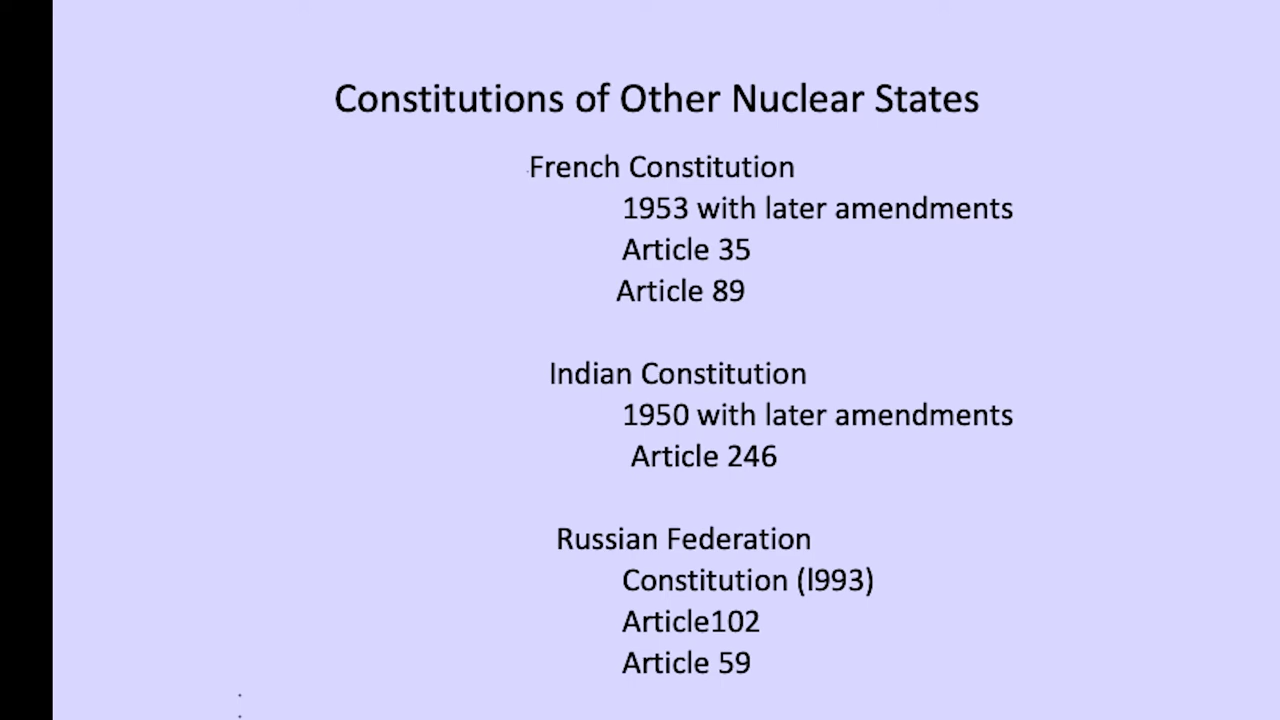 Constitutions of Other Nuclear States
French Constitution
1953 with later amendments
Article 35
Article 89
Indian Constitution
1950 with later amendments
Article 246
Russian Federation
Constitution (l993)
Article102
Article 59